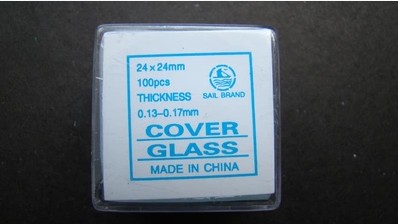 24×24mm
100pcs
THICKNESS SAIL BRAND
0.13-0.17mm
COVER
GLASS
MADE IN CHINA